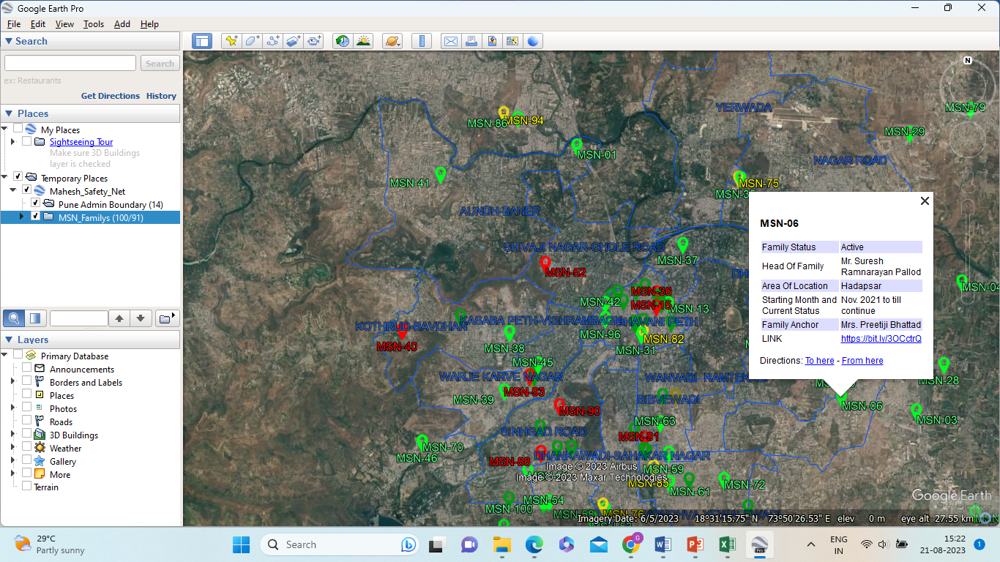 Google Earth Pro
File Edit View Tools Add Help
Search
Search
ex: Restaurants
Get Directions History
Places
My Places
Sightseeing Tour
Make sure 3D Buildings
layer is checked
Temporary Places
Mahesh_Safety_Net
Pune Admin Boundary (14)
MSN_Familys (100/91)
Layers
Primary Database
Announcements
Borders and Labels
Places
Photos
Roads
3D Buildings
Weather
Gallery
More
Terrain
N
YERWADA
MSN-79
MSN-86
MSN-94
MSN-29
MSN-01
NAGAR ROAD
MSN-41
MSN-75
AUNDH-BANER
MSN-06
Family Status Active
Head Of Family Mr. Suresh
Ramnarayan Pallod
Area Of Location Hadapsar
Starting Month and Nov. 2021 to till
Current Status continue
Family Anchor Mrs. Preetiji Bhattad
LINK https://bit.ly/3OCctrQ
Directions: To here - From here
SHIVAJI NAGAR-GHOLE ROAD
MSN-37
MSN-52
MSN-04
MSN-36
MSN-42
MSN-15
MSN-13
KOTHRUD-BAVDHAN
KASABA PETH-VISHRAMBAGH
BHAVANI PETH
MSN-96
MSN-82
MSN-40
MSN-38
MSN-31
MSN-45
WARJE KARVE NAGAR
WANVADI- RAMTEKADI
MSN-28
MSN-93
MSN-39
BIBVEWADI
MSN-06
MSN-90
MSN-63
MSN-03
SINHGAD ROAD
MSN-91
MSN-70
MSN-46
MSN-88
DHANKAWADI-SAHAKAR NAGAR
Image © 2023 Airbus
MSN-59
Image © 2023 Maxar Technologies
MSN-85
MSN-61
MSN-72
MSN-54
MSN-100
MSN-58
MSN-76
Google Earth
Imagery Date: 6/5/2023 18°31'15.75" N 73°50'26.53" E elev 0 m eye alt 27.55 km
29°C
Partly sunny
Search
ENG
IN
15:22
21-08-2023
1